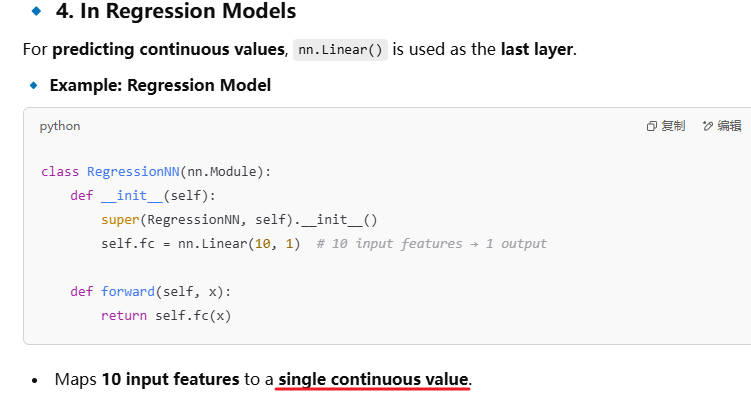 4. In Regression Models
For predicting continuous values, nn.Linear() is used as the last layer.
Example: Regression Model
python 复制 编辑
class RegressionNN(nn.Module):
    def __init__(self):
        super(RegressionNN, self).__init__()
        self.fc = nn.Linear(10, 1)  # 10 input features → 1 output
    def forward(self, x):
        return self.fc(x)
• Maps 10 input features to a single continuous value.